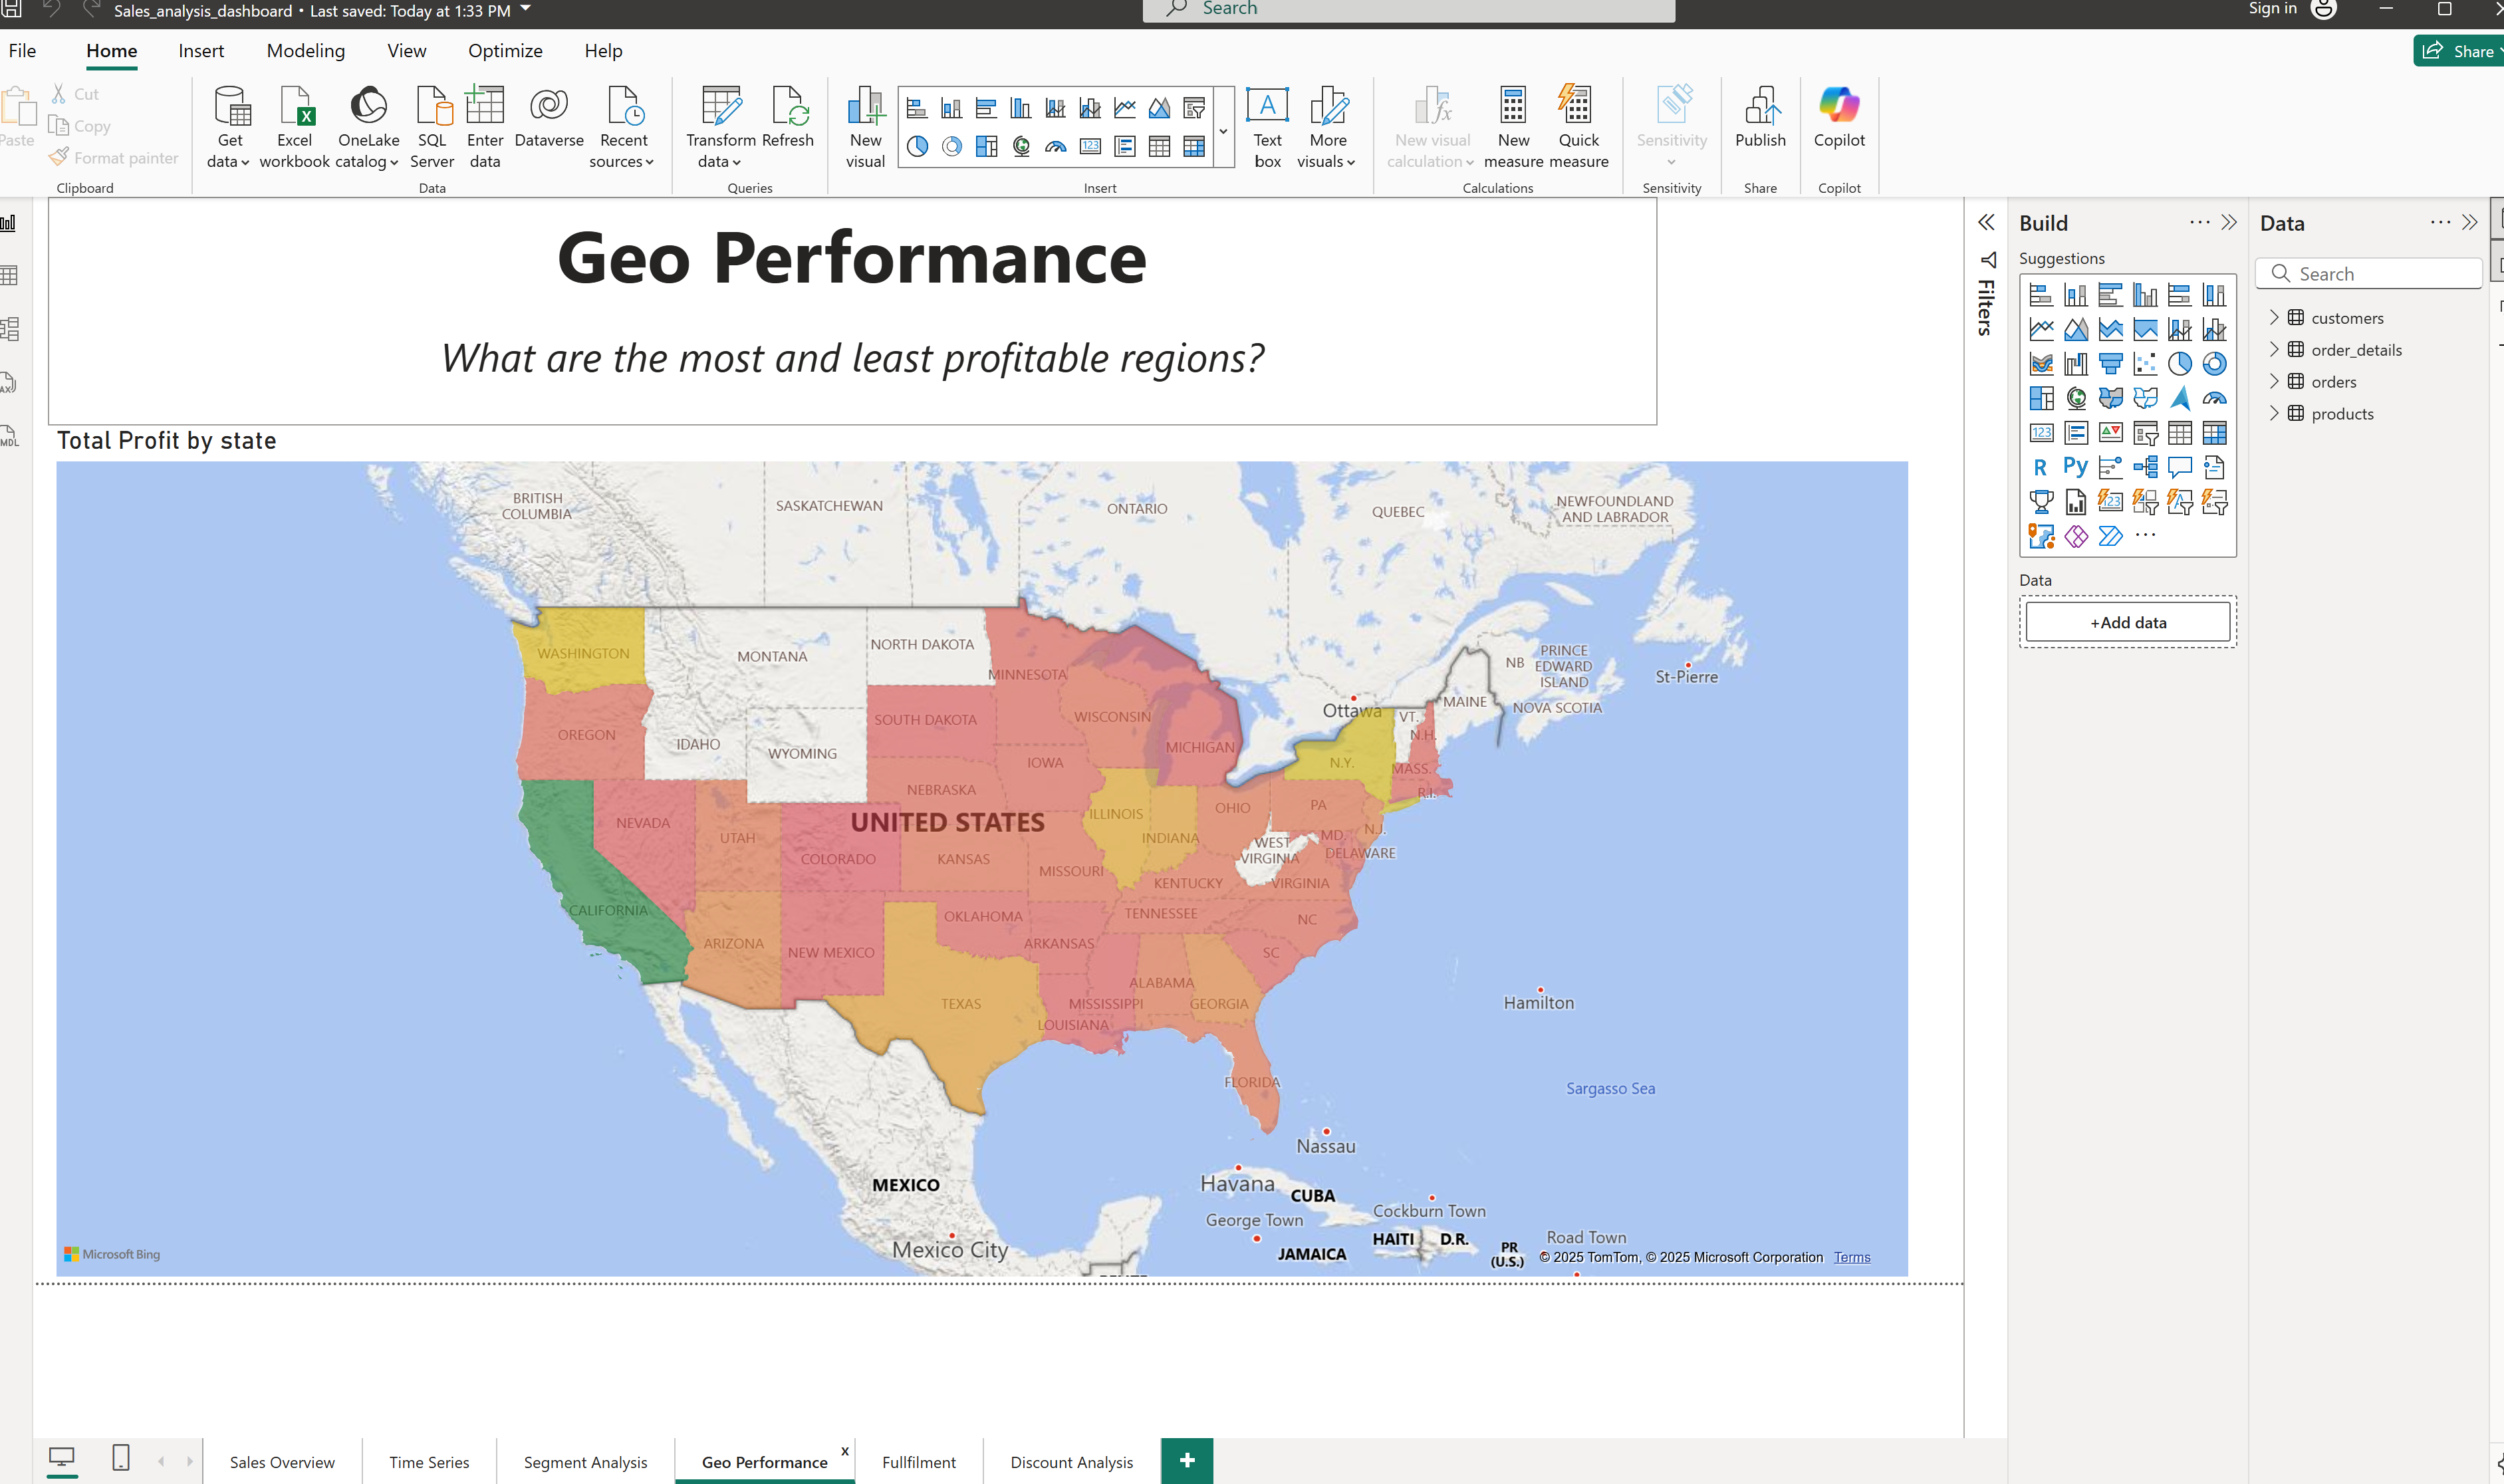 Sales_analysis_dashboard • Last saved: Today at 1:33 PM
Search
Sign in
File
Home
Insert
Modeling
View
Optimize
Help
Share
Paste
Cut
Copy
Format painter
Clipboard
Get data
Excel workbook
OneLake catalog
SQL Server
Enter data
Dataverse
Recent sources
Data
Transform data
Refresh
Queries
New visual
Text box
More visuals
Insert
New visual calculation
New measure
Quick measure
Calculations
Sensitivity
Sensitivity
Publish
Share
Copilot
Copilot
Geo Performance
What are the most and least profitable regions?
Total Profit by state
BRITISH
COLUMBIA
SASKATCHEWAN
ONTARIO
QUEBEC
NEWFOUNDLAND
AND LABRADOR
WASHINGTON
MONTANA
NORTH DAKOTA
MINNESOTA
NB
PRINCE
EDWARD
ISLAND
St-Pierre
MAINE
NOVA SCOTIA
Ottawa
VT.
N.H.
OREGON
IDAHO
WYOMING
SOUTH DAKOTA
WISCONSIN
MICHIGAN
N.Y.
MASS.
R.I.
IOWA
NEBRASKA
UNITED STATES
NEVADA
UTAH
COLORADO
KANSAS
MISSOURI
ILLINOIS
INDIANA
OHIO
PA
N.J.
MD.
DELAWARE
WEST
VIRGINIA
KENTUCKY
VIRGINIA
CALIFORNIA
ARIZONA
NEW MEXICO
OKLAHOMA
ARKANSAS
TENNESSEE
NC
SC
TEXAS
LOUISIANA
MISSISSIPPI
ALABAMA
GEORGIA
FLORIDA
Hamilton
Sargasso Sea
Nassau
MEXICO
Havana
CUBA
Cockburn Town
George Town
HAITI
D.R.
Road Town
Mexico City
JAMAICA
PR
(U.S.)
Microsoft Bing
© 2025 TomTom, © 2025 Microsoft Corporation Terms
Filters
Build
Suggestions
123
R
Py
123
Data
+Add data
Data
Search
customers
order_details
orders
products
Sales Overview
Time Series
Segment Analysis
Geo Performance
x
Fullfilment
Discount Analysis
+